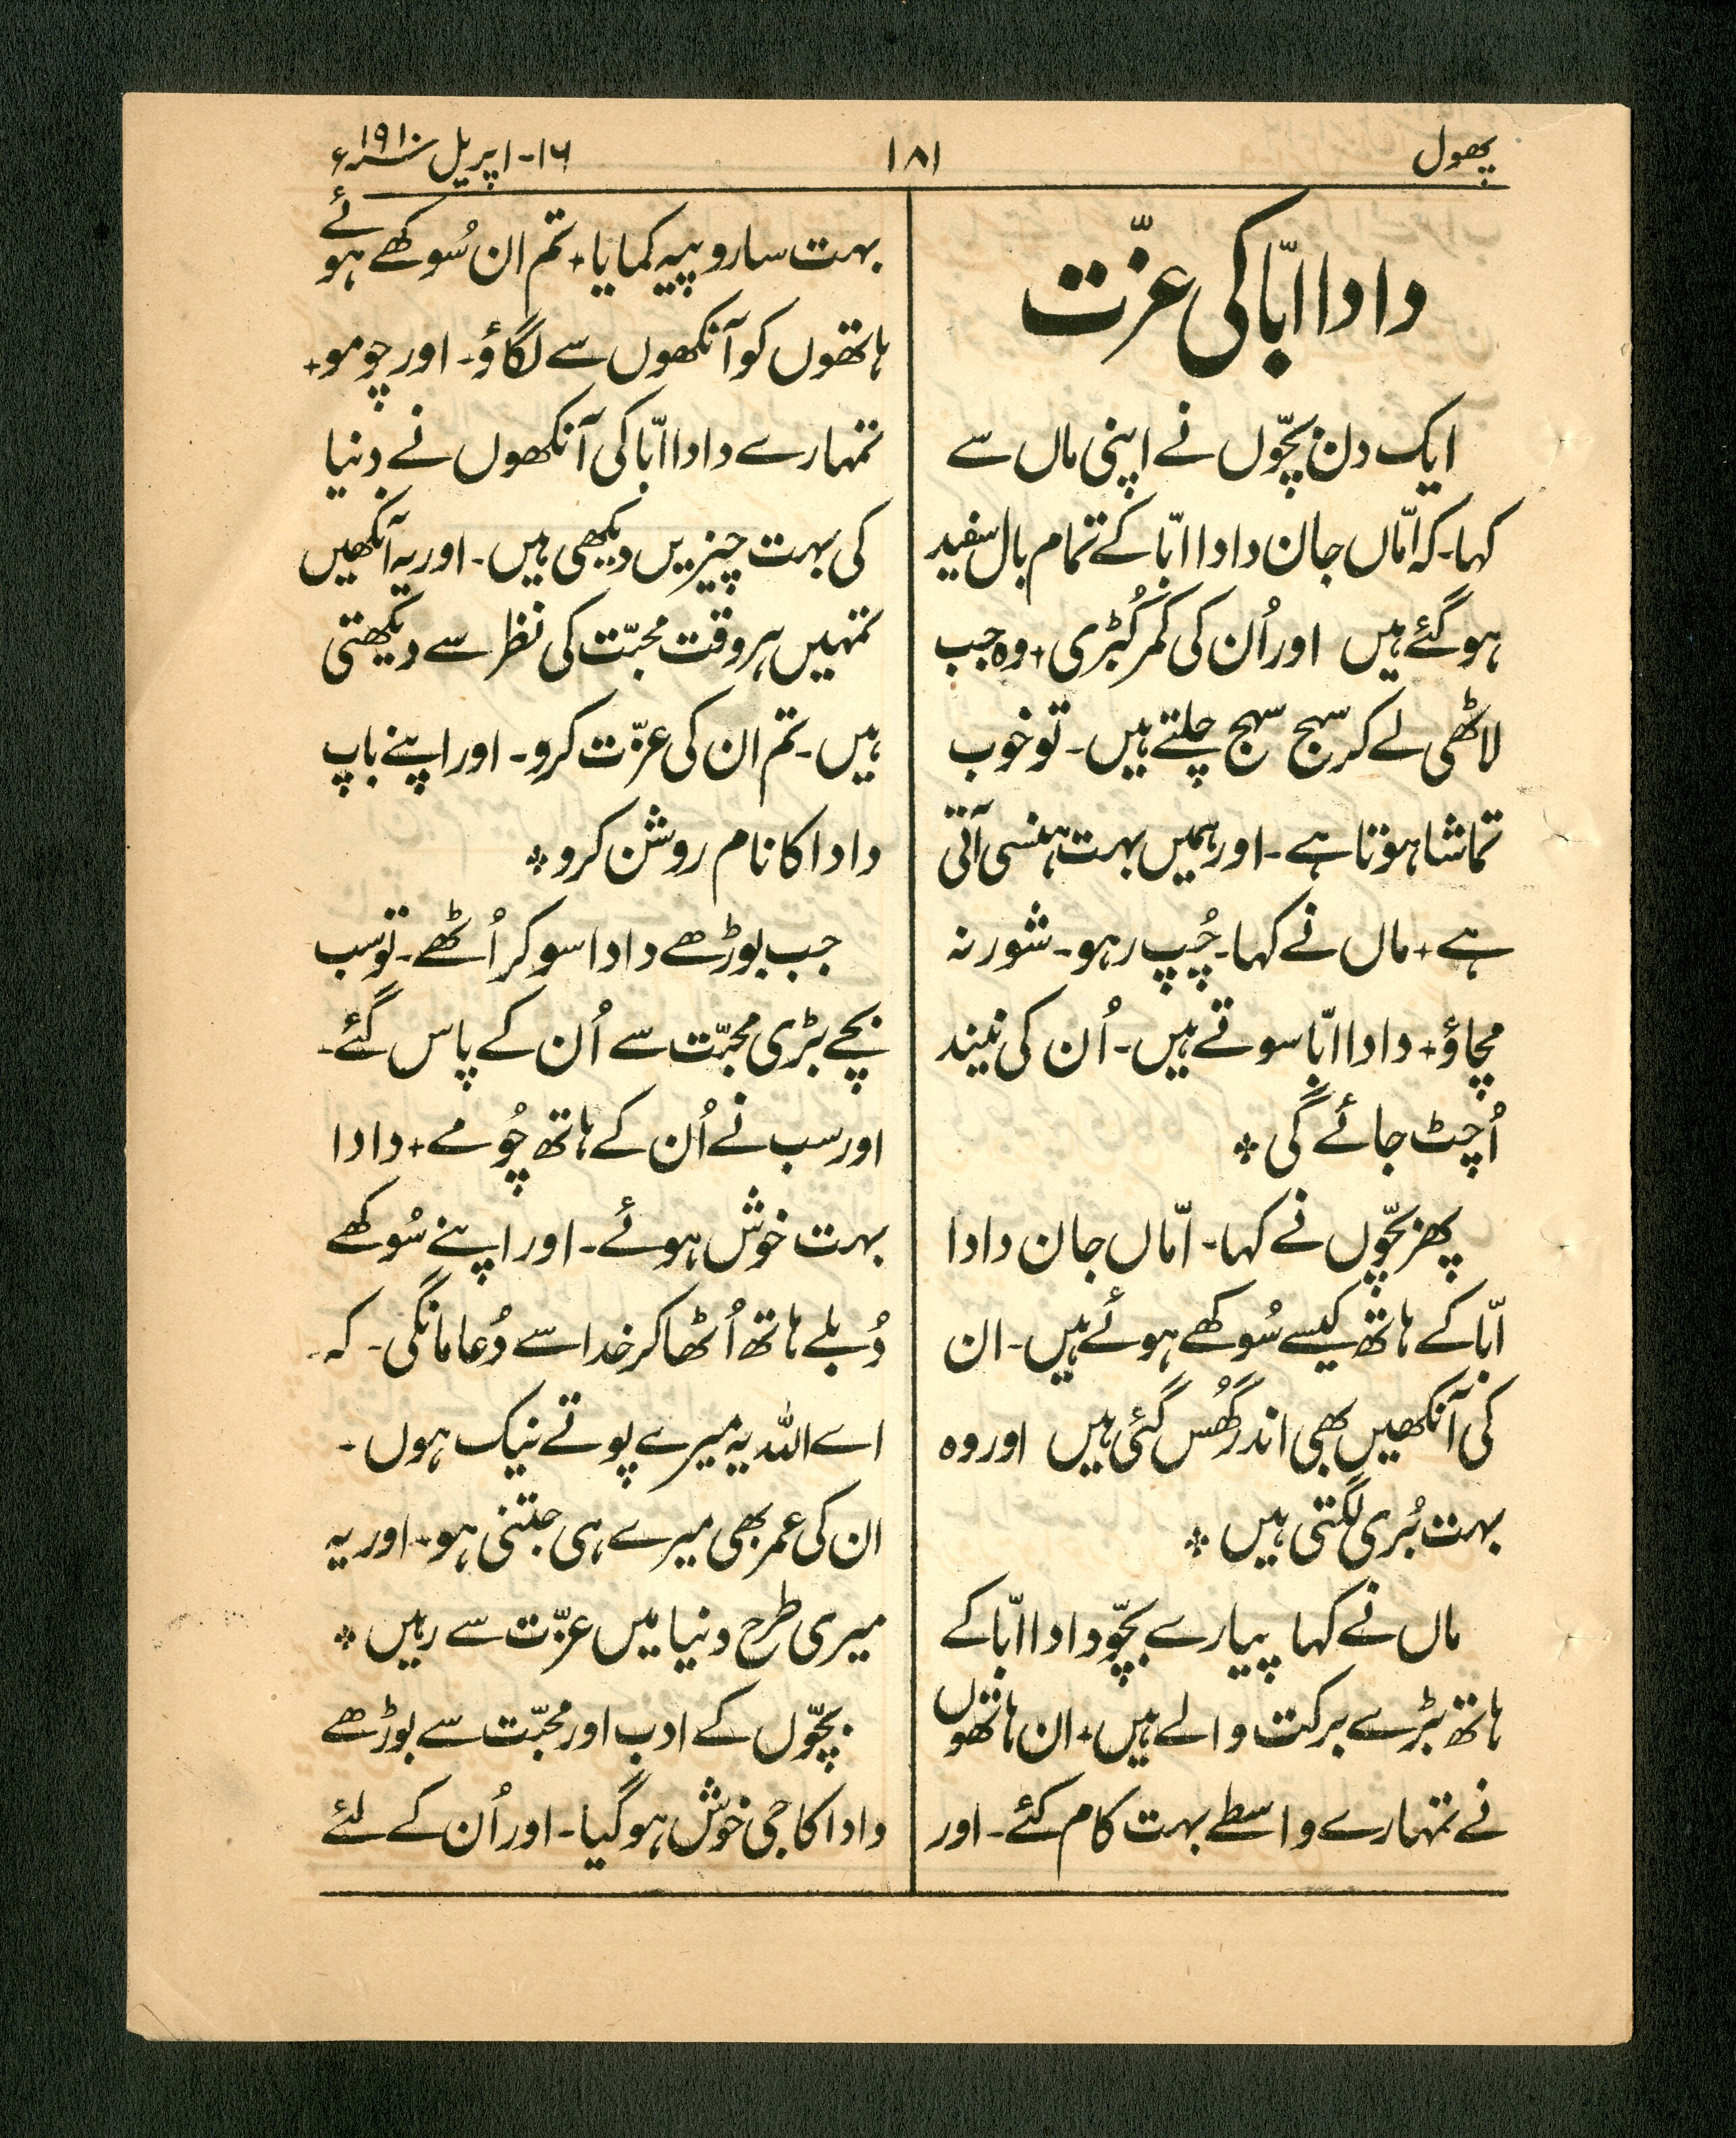 پھول
۱۸۱
۱۶-اپریل ۱۹۱۰ء
دادا ابّا کی عزّت
ایک دن بچّوں نے اپنی ماں سے
کہا۔ کہ امّاں جان دادا ابّا کے تمام بال سفید
ہو گئے ہیں اور اُن کی کمر کُبڑی+ وہ جب
لاٹھی لے کر سہج سہج چلتے ہیں۔ تو خوب
تماشا ہوتا ہے۔ اور ہمیں بہت ہنسی آتی
ہے+ ماں نے کہا۔ چُپ رہو۔ شور نہ
مچاؤ+ دادا ابّا سوتے ہیں۔ اُن کی نیند
اُچٹ جائے گی ⁘
پھر بچّوں نے کہا۔ امّاں جان دادا
ابّا کے ہاتھ کیسے سُوکھے ہوئے ہیں۔ ان
کی آنکھیں بھی اندر گھُس گئی ہیں اور وہ
بہت بُری لگتی ہیں ⁘
ماں نے کہا پیارے بچّو دادا ابّا کے
ہاتھ بڑے برکت والے ہیں+ ان ہاتھوں
نے تمہارے واسطے بہت کام کئے۔ اور
بہت سا روپیہ کمایا+ تم ان سُوکھے ہوئے
ہاتھوں کو آنکھوں سے لگاؤ۔ اور چومو+
تمہارے دادا ابّا کی آنکھوں نے دنیا
کی بہت چیزیں دیکھی ہیں۔ اور یہ آنکھیں
تمہیں ہر وقت محبّت کی نظر سے دیکھتی
ہیں۔ تم ان کی عزّت کرو۔ اور اپنے باپ
دادا کا نام روشن کرو ⁘
جب بوڑھے دادا سو کر اُٹھے۔ تو سب
بچے بڑی محبّت سے اُن کے پاس گئے۔
اور سب نے اُن کے ہاتھ چُومے+ دادا
بہت خوش ہوئے۔ اور اپنے سُوکھے
دُبلے ہاتھ اُٹھا کر خدا سے دُعا مانگی۔ کہ۔
اے اللہ یہ میرے پوتے نیک ہوں۔
ان کی عمر بھی میرے ہی جتنی ہو۔ اور یہ
میری طرح دنیا میں عزّت سے رہیں ⁘
بچّوں کے ادب اور محبّت سے بوڑھے
دادا کا جی خوش ہو گیا۔ اور اُن کے لئے